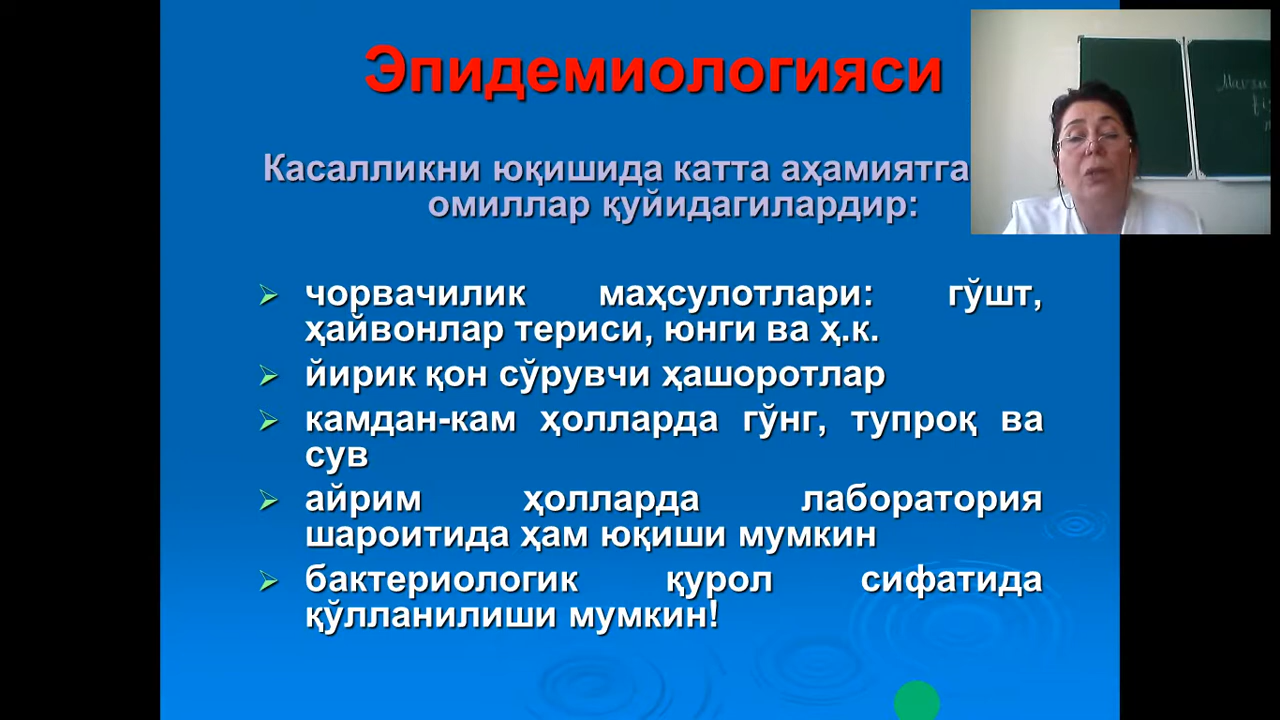 Эпидемиологияси
Касалликни юқишида катта аҳамиятга
омиллар қуйидагилардир:
чорвачилик маҳсулотлари: гўшт,
ҳайвонлар териси, юнги ва ҳ.к.
йирик қон сўрувчи ҳашоротлар
камдан-кам ҳолларда гўнг, тупроқ ва
сув
айрим ҳолларда лаборатория
шароитида ҳам юқиши мумкин
бактериологик қурол сифатида
қўлланилиши мумкин!